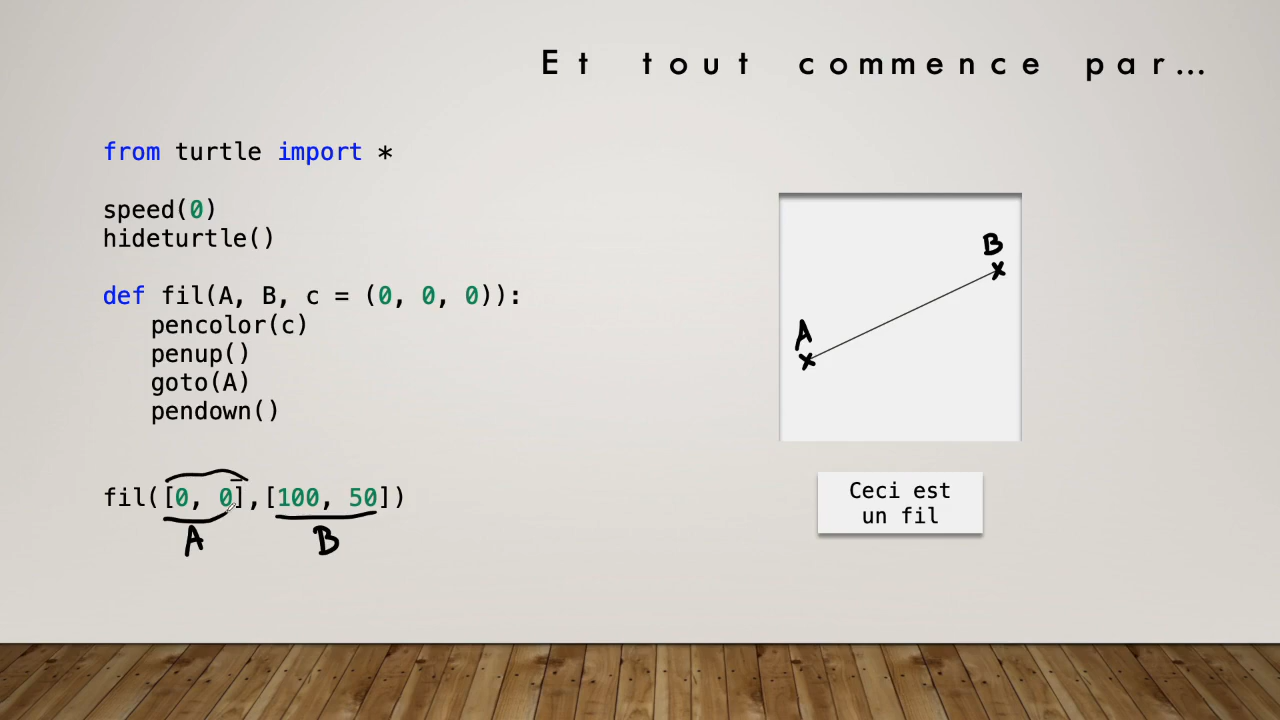 Et tout commence par...
from turtle import *
speed(0)
hideturtle()
def fil(A, B, c = (0, 0, 0)):
pencolor(c)
penup()
goto(A)
pendown()
fil([0, 0],[100, 50])
A
B
B
A
Ceci est
un fil